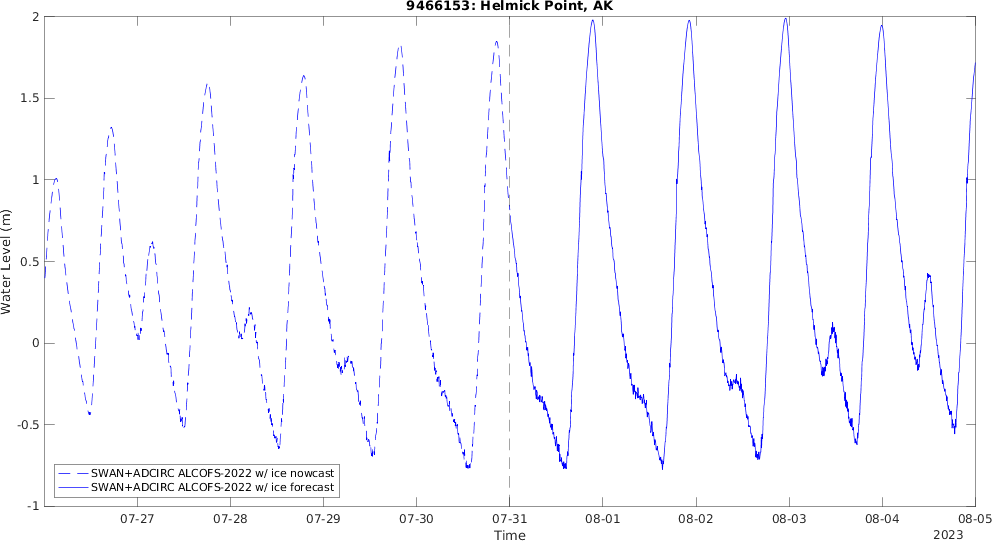 9466153: Helmick Point, AK
Water Level (m)
2
1.5
1
0.5
0
-0.5
-1
SWAN+ADCIRC ALCOFS-2022 w/ ice nowcast
SWAN+ADCIRC ALCOFS-2022 w/ ice forecast
07-27 07-28 07-29 07-30 07-31 08-01 08-02 08-03 08-04 08-05
Time
2023